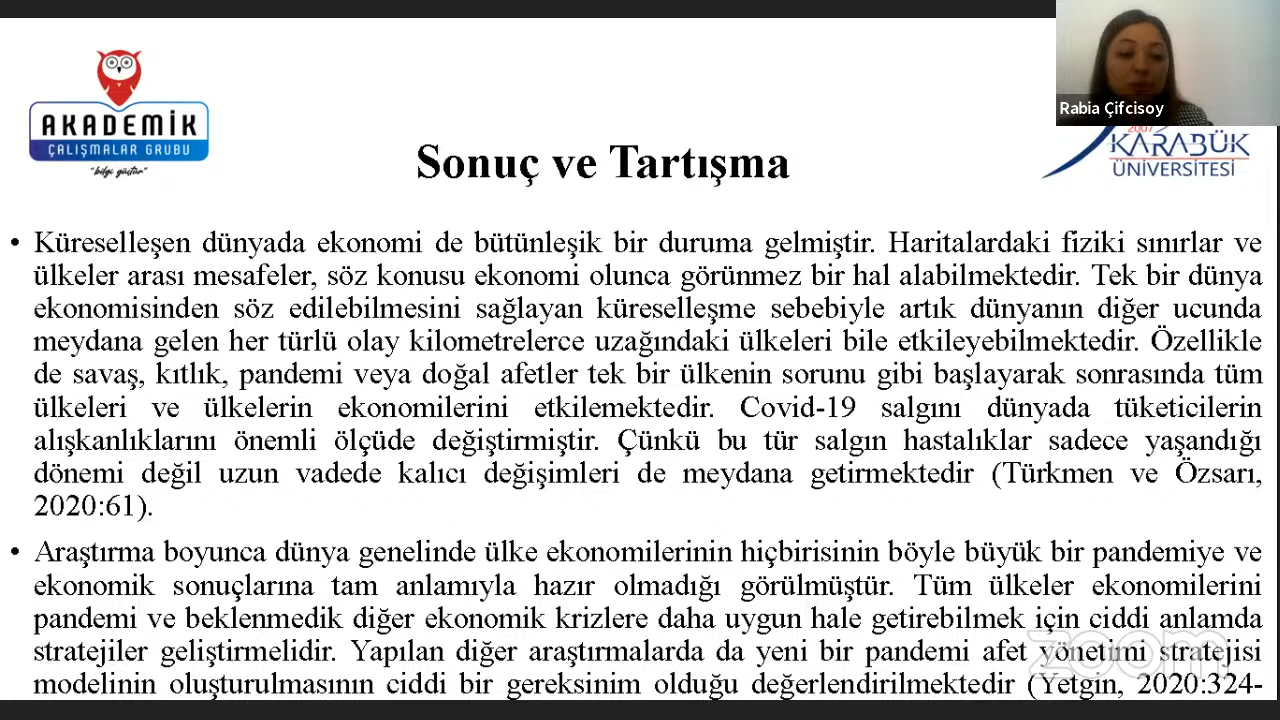 Rabia Çifcisoy
AKADEMİK
ÇALIŞMALAR GRUBU
"bilgi güçtür"
2007
KARABÜK
ÜNİVERSİTESİ
Sonuç ve Tartışma
• Küreselleşen dünyada ekonomi de bütünleşik bir duruma gelmiştir. Haritalardaki fiziki sınırlar ve
ülkeler arası mesafeler, söz konusu ekonomi olunca görünmez bir hal alabilmektedir. Tek bir dünya
ekonomisinden söz edilebilmesini sağlayan küreselleşme sebebiyle artık dünyanın diğer ucunda
meydana gelen her türlü olay kilometrelerce uzağındaki ülkeleri bile etkileyebilmektedir. Özellikle
de savaş, kıtlık, pandemi veya doğal afetler tek bir ülkenin sorunu gibi başlayarak sonrasında tüm
ülkeleri ve ülkelerin ekonomilerini etkilemektedir. Covid-19 salgını dünyada tüketicilerin
alışkanlıklarını önemli ölçüde değiştirmiştir. Çünkü bu tür salgın hastalıklar sadece yaşandığı
dönemi değil uzun vadede kalıcı değişimleri de meydana getirmektedir (Türkmen ve Özsarı,
2020:61).
• Araştırma boyunca dünya genelinde ülke ekonomilerinin hiçbirisinin böyle büyük bir pandemiye ve
ekonomik sonuçlarına tam anlamıyla hazır olmadığı görülmüştür. Tüm ülkeler ekonomilerini
pandemi ve beklenmedik diğer ekonomik krizlere daha uygun hale getirebilmek için ciddi anlamda
stratejiler geliştirmelidir. Yapılan diğer araştırmalarda da yeni bir pandemi afet yönetimi stratejisi
modelinin oluşturulmasının ciddi bir gereksinim olduğu değerlendirilmektedir (Yetgin, 2020:324-
zoom